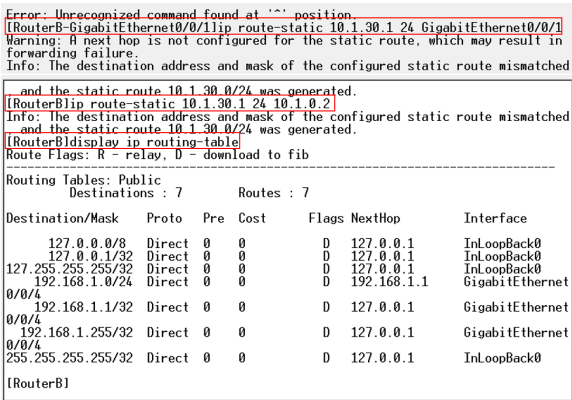 Error: Unrecognized command found at '^' position.
[RouterB-GigabitEthernet0/0/1]ip route-static 10.1.30.1 24 GigabitEthernet0/0/1
Warning: A next hop is not configured for the static route, which may result in
forwarding failure.
Info: The destination address and mask of the configured static route mismatched
, and the static route 10.1.30.0/24 was generated.
[RouterB]ip route-static 10.1.30.1 24 10.1.0.2
Info: The destination address and mask of the configured static route mismatched
, and the static route 10.1.30.0/24 was generated.
[RouterB]display ip routing-table
Route Flags: R - relay, D - download to fib
------------------------------------------------------------------------------
Routing Tables: Public
Destinations : 7 Routes : 7
Destination/Mask Proto Pre Cost Flags NextHop Interface
127.0.0.0/8 Direct 0 0 D 127.0.0.1 InLoopBack0
127.0.0.1/32 Direct 0 0 D 127.0.0.1 InLoopBack0
127.255.255.255/32 Direct 0 0 D 127.0.0.1 InLoopBack0
192.168.1.0/24 Direct 0 0 D 192.168.1.1 GigabitEthernet
0/0/4
192.168.1.1/32 Direct 0 0 D 127.0.0.1 GigabitEthernet
0/0/4
192.168.1.255/32 Direct 0 0 D 127.0.0.1 GigabitEthernet
0/0/4
255.255.255.255/32 Direct 0 0 D 127.0.0.1 InLoopBack0
[RouterB]